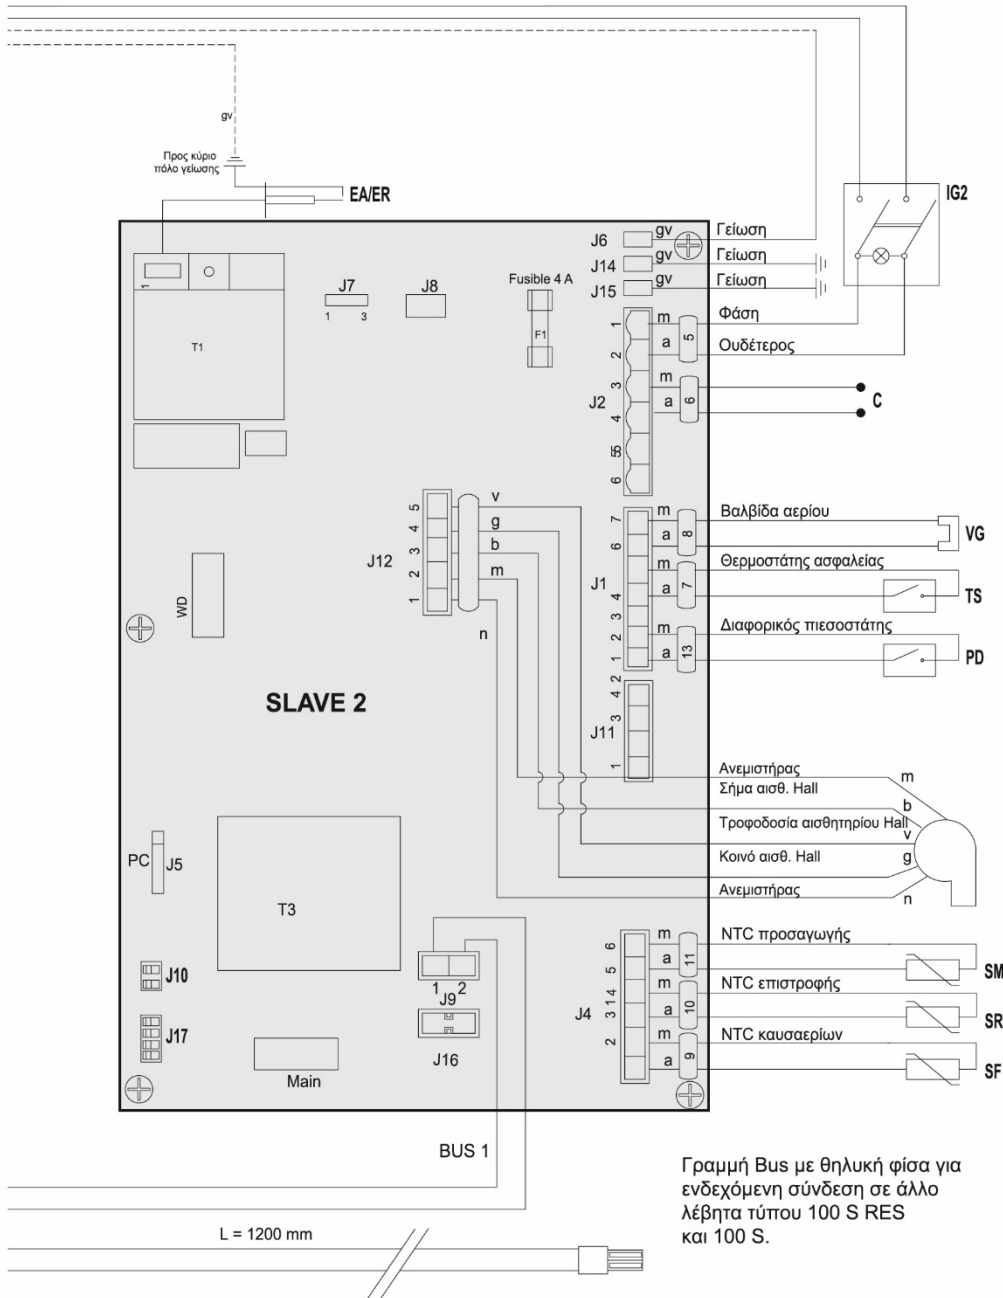 gv
Προς κύριο
πόλο γείωσης
EA/ER
IG2
J6
gv
Γείωση
J14
gv
Γείωση
J15
gv
Γείωση
1
T1
J7
1 3
J8
Fusible 4 A
F1
J2
1
2
3
4
55
6
m
a
5
Φάση
Ουδέτερος
m
a
6
C
J12
5
4
3
2
1
v
g
b
m
n
J1
7
6
4
3
2
1
m
a
8
Βαλβίδα αερίου
VG
m
a
7
Θερμοστάτης ασφαλείας
TS
m
a
13
Διαφορικός πιεσοστάτης
PD
WD
SLAVE 2
J11
2
4
3
1
Ανεμιστήρας
m
Σήμα αισθ. Hall
b
Τροφοδοσία αισθητηρίου Hall
v
Κοινό αισθ. Hall
g
Ανεμιστήρας
n
PC
J5
T3
J10
J17
1 2
J9
J16
Main
J4
6
5
14
31
2
m
a
11
NTC προσαγωγής
SM
m
a
10
NTC επιστροφής
SR
m
a
9
NTC καυσαερίων
SF
BUS 1
Γραμμή Bus με θηλυκή φίσα για
ενδεχόμενη σύνδεση σε άλλο
λέβητα τύπου 100 S RES
και 100 S.
L = 1200 mm